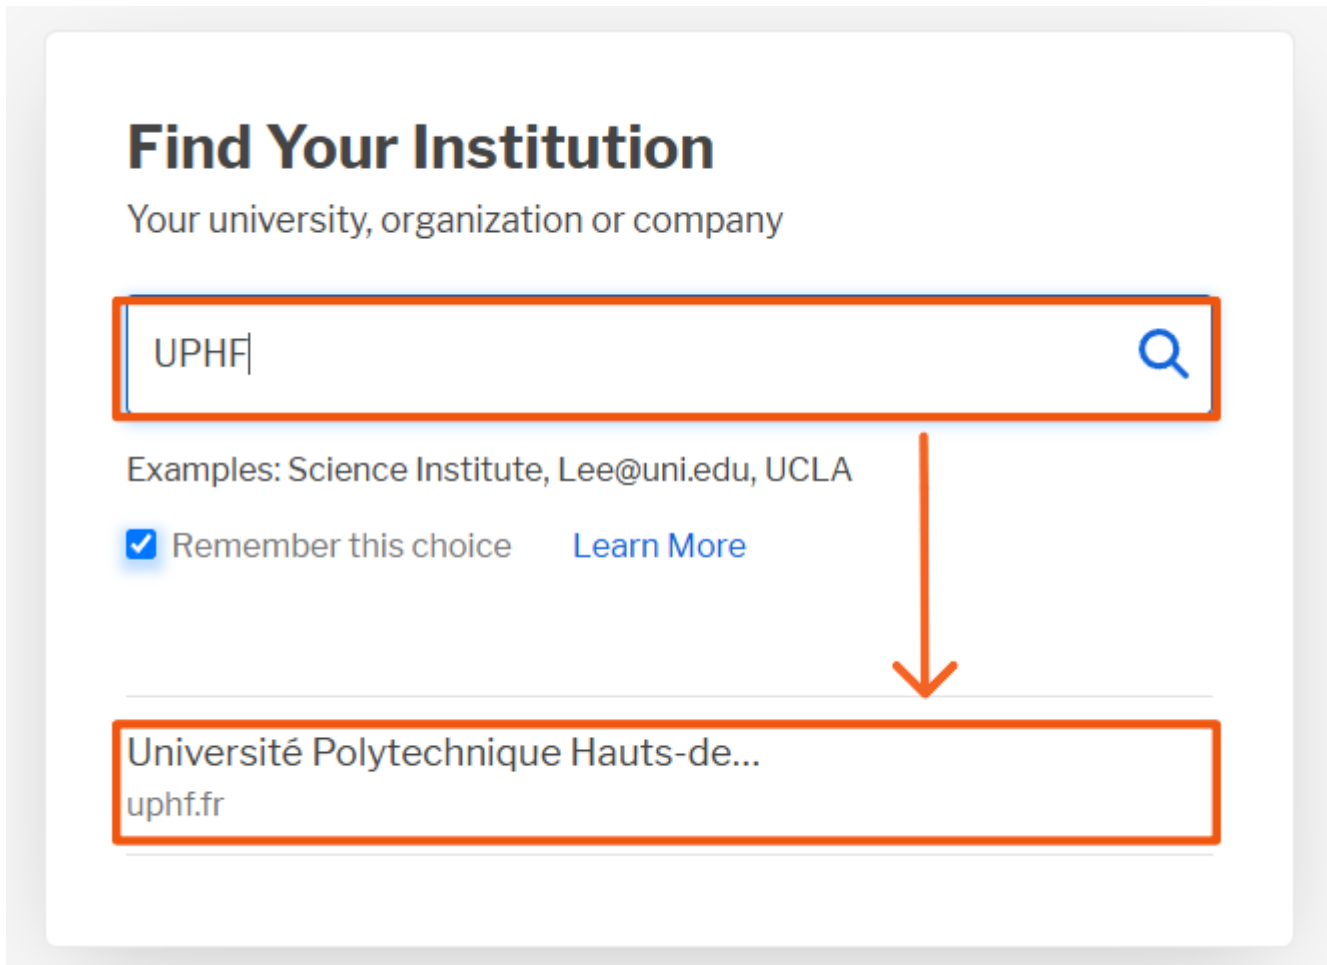 Find Your Institution
Your university, organization or company
UPHF
Examples: Science Institute, Lee@uni.edu, UCLA
Remember this choice Learn More
Université Polytechnique Hauts-de...
uphf.fr